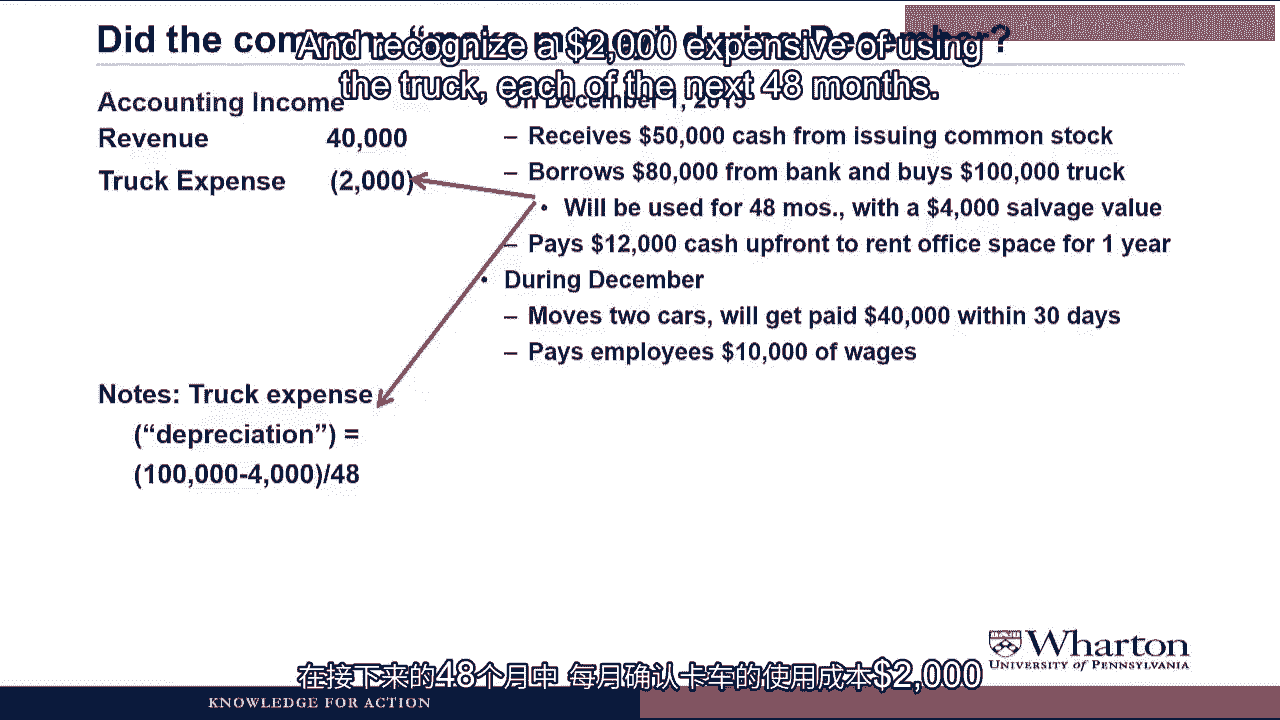 Did the company "make money" during December?
And recognize a $2,000 expensive of using
the truck, each of the next 48 months.
Accounting Income
Revenue 40,000
Truck Expense (2,000)
On December 1, 2015
– Receives $50,000 cash from issuing common stock
– Borrows $80,000 from bank and buys $100,000 truck
• Will be used for 48 mos., with a $4,000 salvage value
– Pays $12,000 cash upfront to rent office space for 1 year
• During December
– Moves two cars, will get paid $40,000 within 30 days
– Pays employees $10,000 of wages
Notes: Truck expense
("depreciation") =
(100,000-4,000)/48
Wharton
UNIVERSITY of PENNSYLVANIA
在接下来的48个月中 每月确认卡车的使用成本$2,000
KNOWLEDGE FOR ACTION